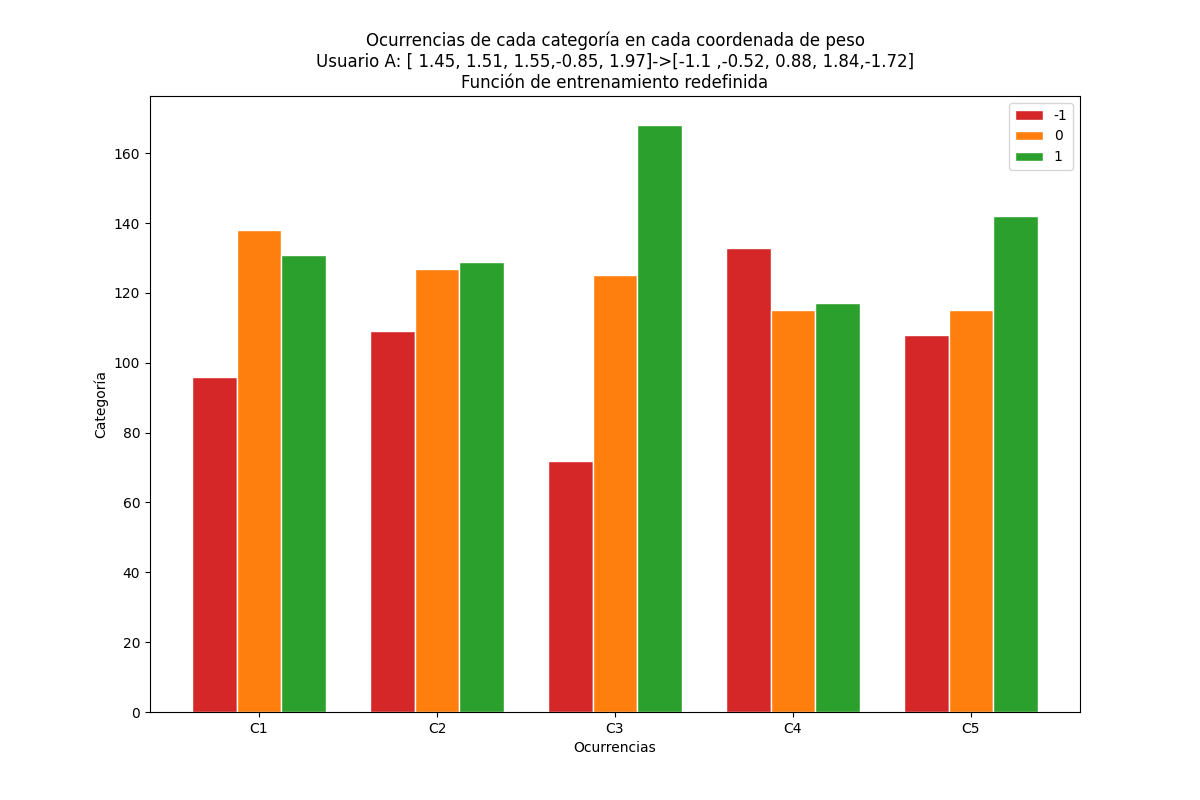 Ocurrencias de cada categoría en cada coordenada de peso
Usuario A: [ 1.45, 1.51, 1.55,-0.85, 1.97]->[-1.1 ,-0.52, 0.88, 1.84,-1.72]
Función de entrenamiento redefinida
-1
0
1
160
140
120
100
80
60
40
20
0
Categoría
C1 C2 C3 C4 C5
Ocurrencias